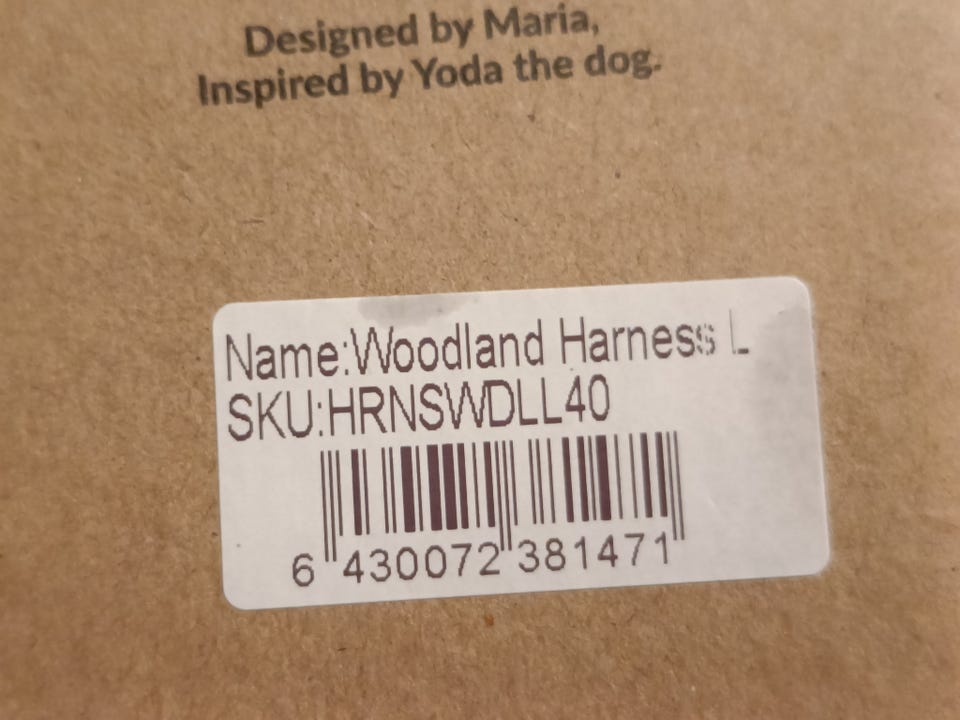 Designed by Maria,
Inspired by Yoda the dog.
Name:Woodland Harness L
SKU:HRNSWDLL40
6 430072 381471